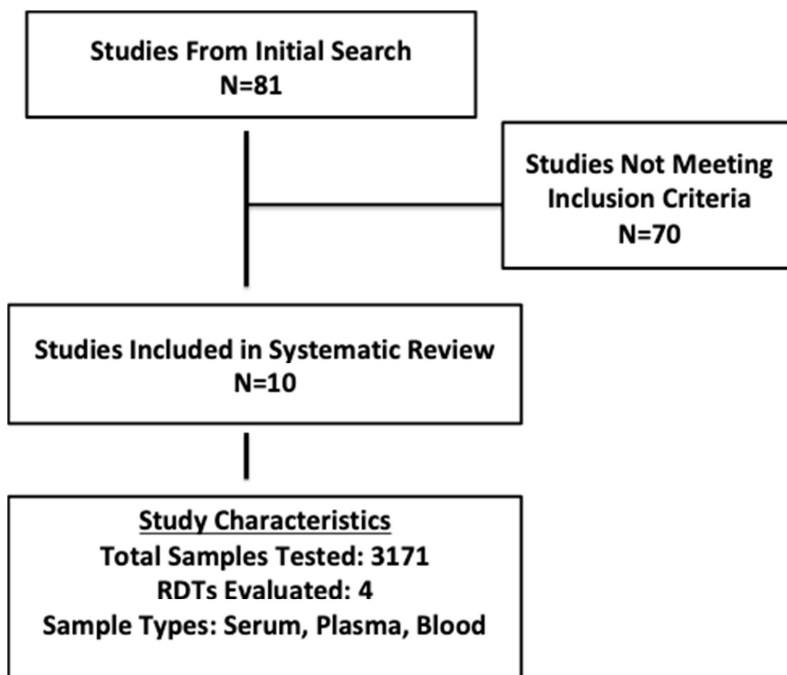 Studies From Initial Search
N=81
Studies Not Meeting
Inclusion Criteria
N=70
Studies Included in Systematic Review
N=10
Study Characteristics
Total Samples Tested: 3171
RDTs Evaluated: 4
Sample Types: Serum, Plasma, Blood